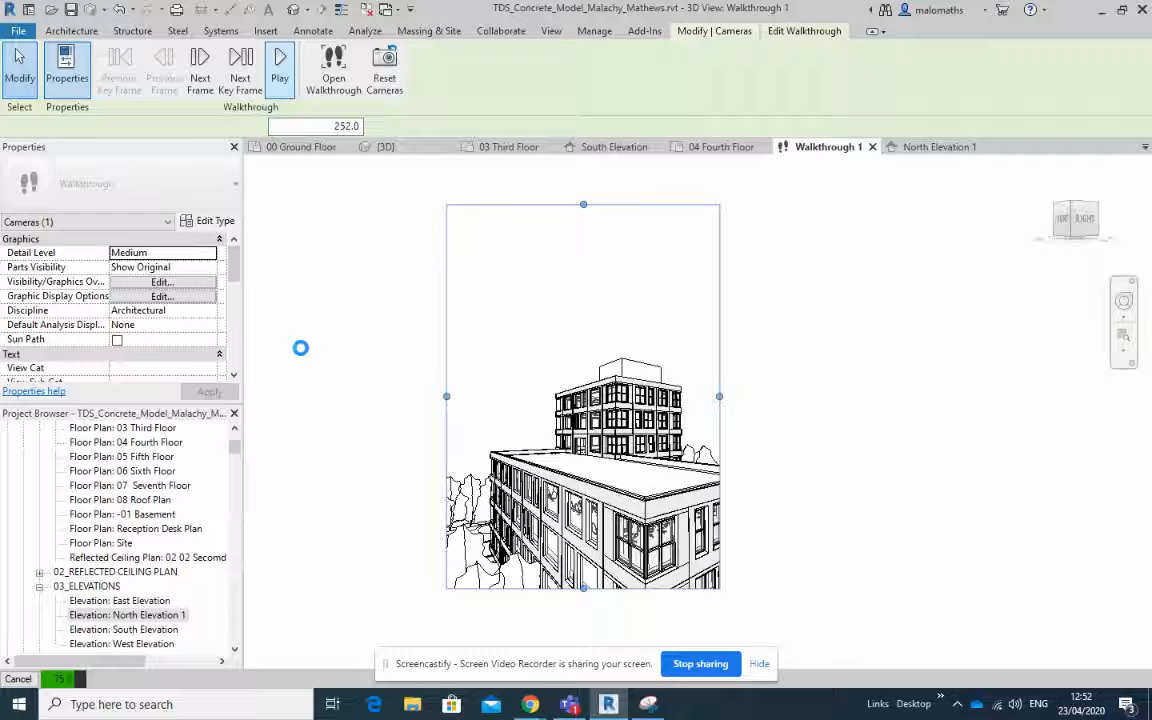 TDS_Concrete_Model_Malachy_Mathews.rvt - 3D View: Walkthrough 1
malomaths
File Architecture Structure Steel Systems Insert Annotate Analyze Massing & Site Collaborate View Manage Add-Ins Modify | Cameras Edit Walkthrough
Modify
Properties
Previous Key Frame
Previous Frame
Next Frame
Next Key Frame
Play
Open Walkthrough
Reset Cameras
Select Properties Walkthrough
252.0
Properties
00 Ground Floor {3D} 03 Third Floor South Elevation 04 Fourth Floor Walkthrough 1 North Elevation 1
Walkthrough
Cameras (1) Edit Type
Graphics
Detail Level Medium
Parts Visibility Show Original
Visibility/Graphics Ov... Edit...
Graphic Display Options Edit...
Discipline Architectural
Default Analysis Displ... None
Sun Path
Text
View Cat
View Sub Cat
Properties help Apply
Project Browser - TDS_Concrete_Model_Malachy_M...
Floor Plan: 03 Third Floor
Floor Plan: 04 Fourth Floor
Floor Plan: 05 Fifth Floor
Floor Plan: 06 Sixth Floor
Floor Plan: 07 Seventh Floor
Floor Plan: 08 Roof Plan
Floor Plan: -01 Basement
Floor Plan: Reception Desk Plan
Floor Plan: Site
Reflected Ceiling Plan: 02 02 Second
02_REFLECTED CEILING PLAN
03_ELEVATIONS
Elevation: East Elevation
Elevation: North Elevation 1
Elevation: South Elevation
Elevation: West Elevation
RIGHT
Screencastify - Screen Video Recorder is sharing your screen. Stop sharing Hide
Cancel 75
Type here to search
Links Desktop
ENG
12:52
23/04/2020
3